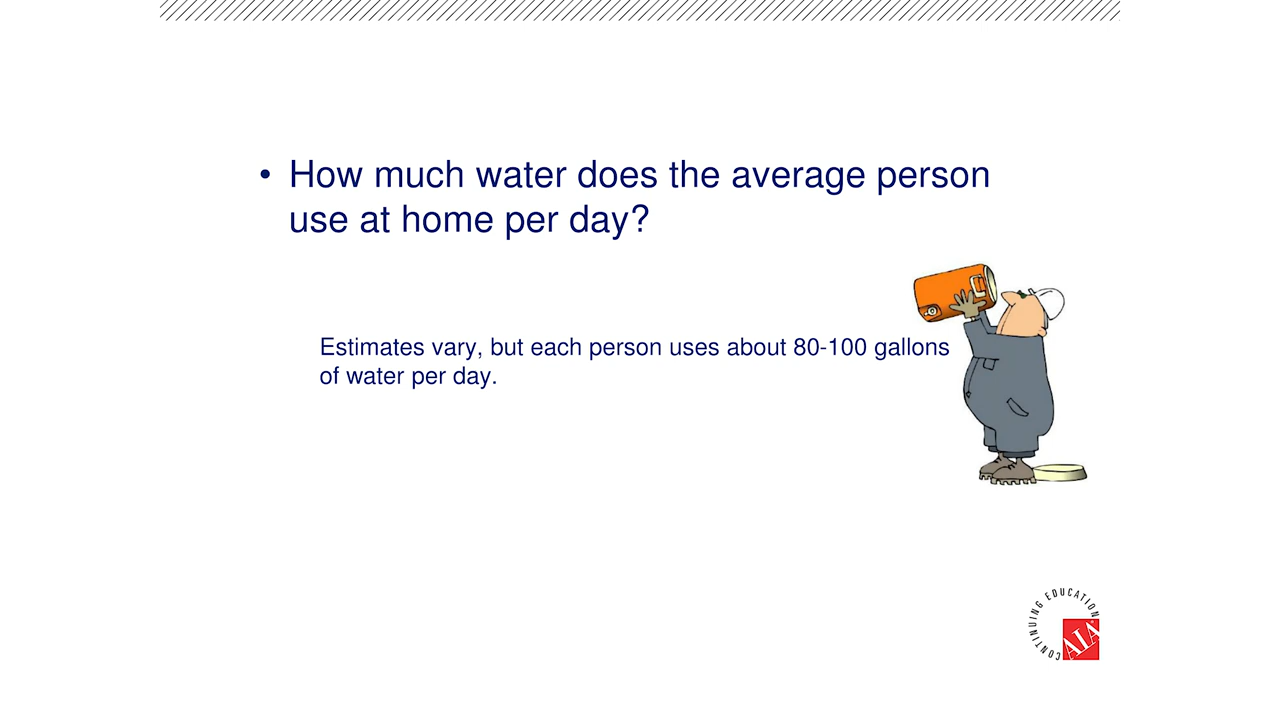 • How much water does the average person
use at home per day?
Estimates vary, but each person uses about 80-100 gallons
of water per day.
CONTINUING EDUCATION
AIA